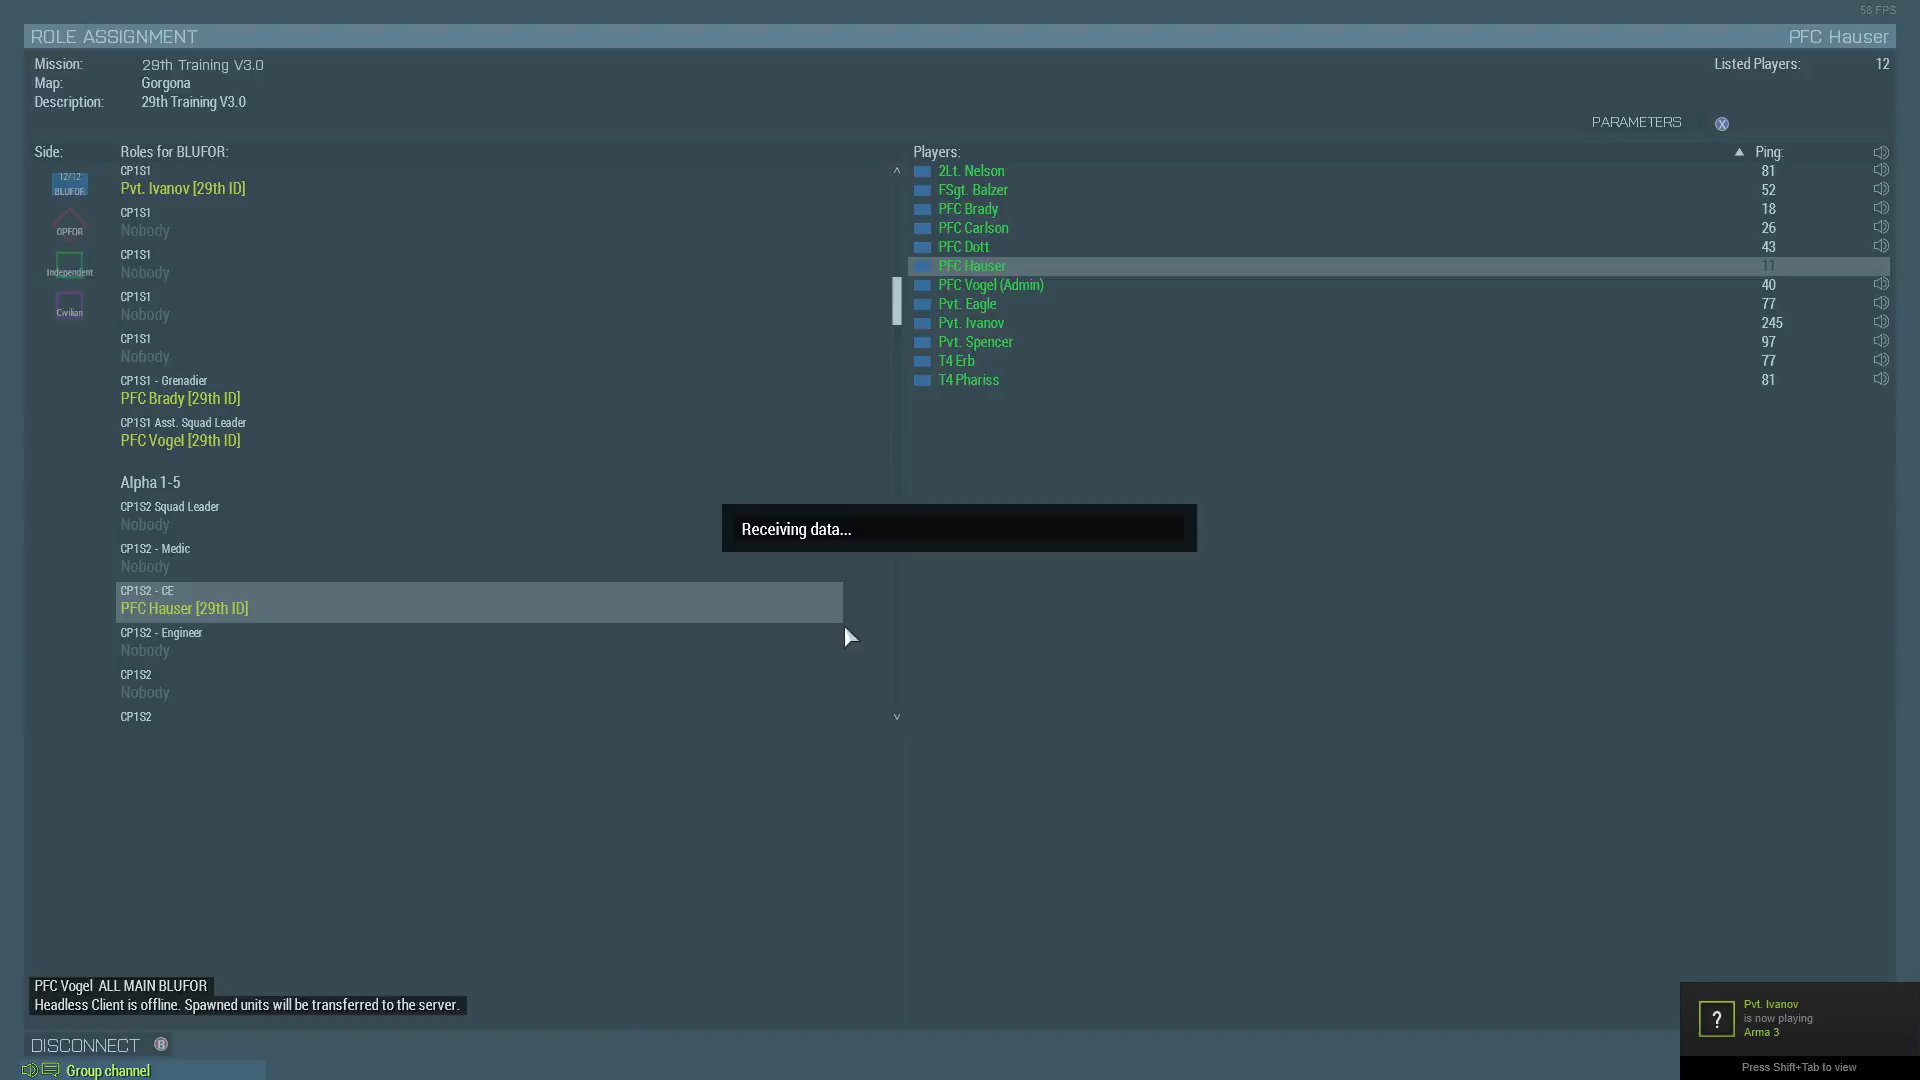 58 FPS
ROLE ASSIGNMENT
PFC Hauser
Mission: 29th Training V3.0
Listed Players: 12
Map: Gorgona
Description: 29th Training V3.0
PARAMETERS X
Side:
12/12
BLUFOR
OPFOR
Independent
Civilian
Roles for BLUFOR:
CP1S1
Pvt. Ivanov [29th ID]
CP1S1
Nobody
CP1S1
Nobody
CP1S1
Nobody
CP1S1
Nobody
CP1S1 - Grenadier
PFC Brady [29th ID]
CP1S1 Asst. Squad Leader
PFC Vogel [29th ID]
Alpha 1-5
CP1S2 Squad Leader
Nobody
CP1S2 - Medic
Nobody
CP1S2 - CE
PFC Hauser [29th ID]
CP1S2 - Engineer
Nobody
CP1S2
Nobody
CP1S2
Players: Ping:
2Lt. Nelson 81
FSgt. Balzer 52
PFC Brady 18
PFC Carlson 26
PFC Dott 43
PFC Hauser 11
PFC Vogel (Admin) 40
Pvt. Eagle 77
Pvt. Ivanov 245
Pvt. Spencer 97
T4 Erb 77
T4 Phariss 81
Receiving data...
PFC Vogel ALL MAIN BLUFOR
Headless Client is offline. Spawned units will be transferred to the server.
DISCONNECT B
Group channel
?
Pvt. Ivanov
is now playing
Arma 3
Press Shift+Tab to view